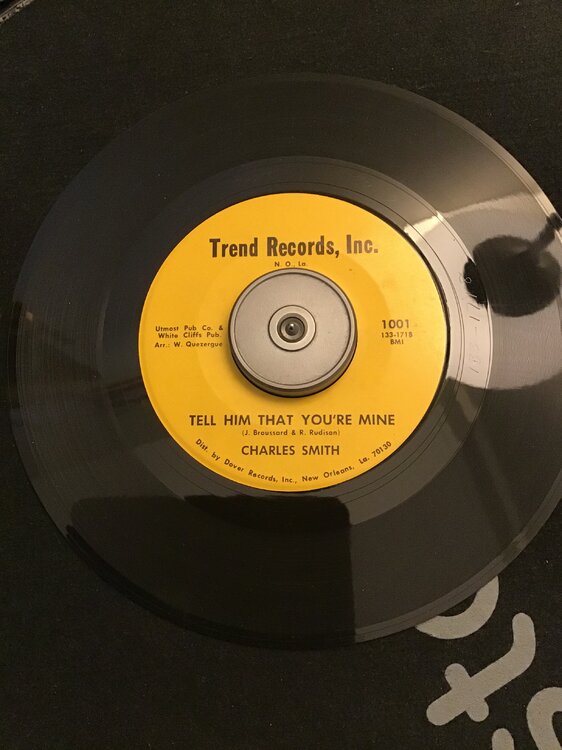 Trend Records, Inc.
N. O. La.
Utmost Pub Co. &
White Cliffs Pub.
Arr.: W. Quezergue
1001
133-1718
BMI
TELL HIM THAT YOU'RE MINE
(J. Broussard & R. Rudison)
CHARLES SMITH
Dist. by Dover Records, Inc., New Orleans, La. 70130